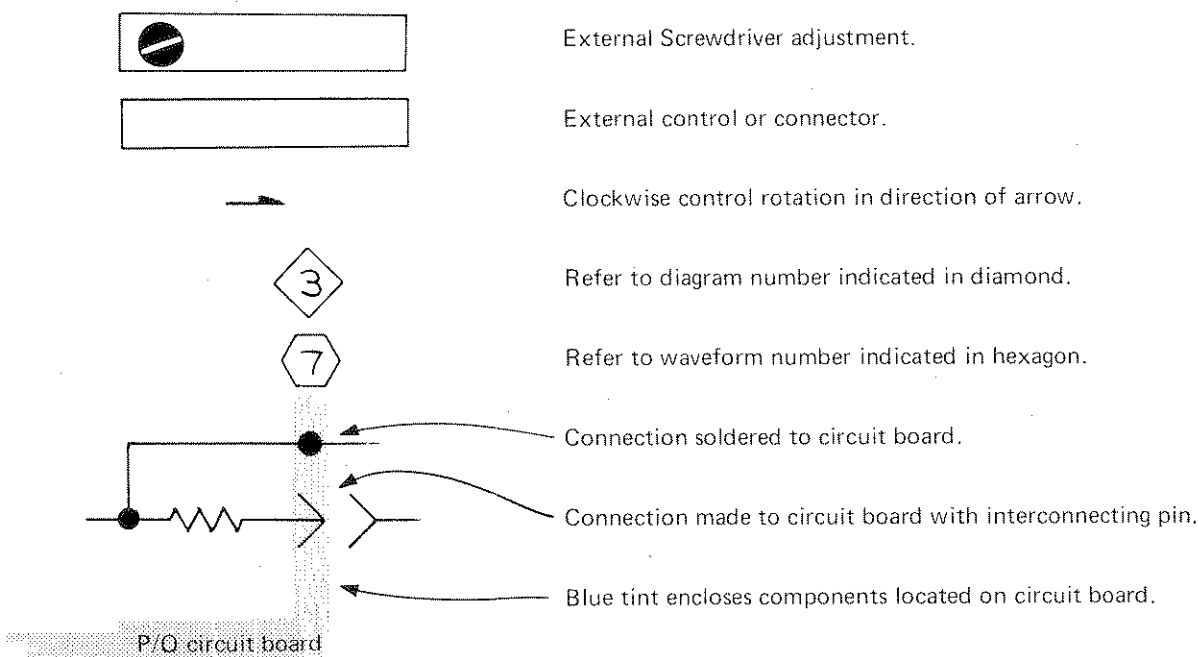 External Screwdriver adjustment.
External control or connector.
Clockwise control rotation in direction of arrow.
3
Refer to diagram number indicated in diamond.
7
Refer to waveform number indicated in hexagon.
Connection soldered to circuit board.
Connection made to circuit board with interconnecting pin.
Blue tint encloses components located on circuit board.
P/O circuit board